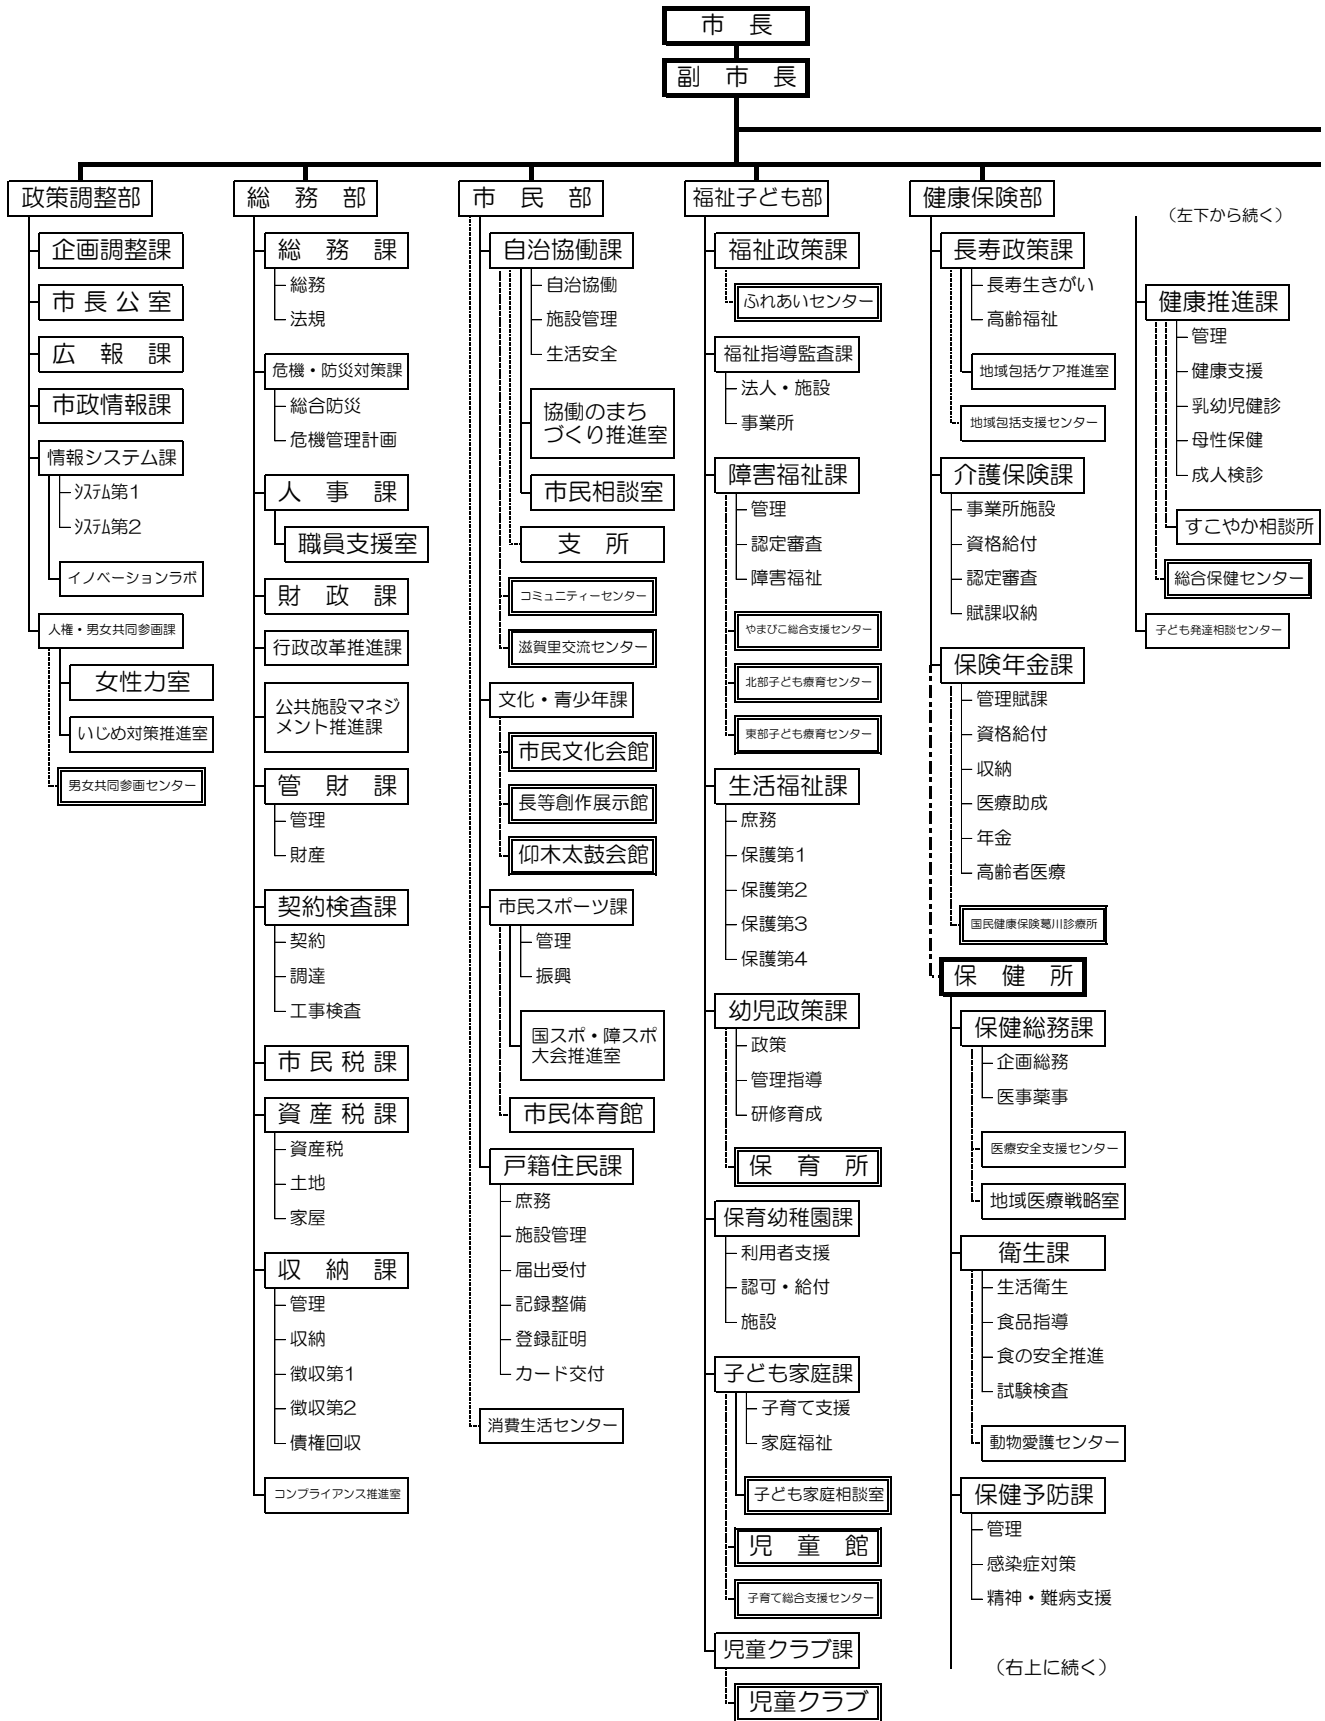 市　長
副　市　長
政策調整部
企画調整課
市長公室
広　報　課
市政情報課
情報システム課
システム第1
システム第2
イノベーションラボ
人権・男女共同参画課
女性力室
いじめ対策推進室
男女共同参画センター
総　務　部
総　務　課
総務
法規
危機・防災対策課
総合防災
危機管理計画
人　事　課
職員支援室
財　政　課
行政改革推進課
公共施設マネジ
メント推進課
管　財　課
管理
財産
契約検査課
契約
調達
工事検査
市民税課
資産税課
資産税
土地
家屋
収　納　課
管理
収納
徴収第1
徴収第2
債権回収
コンプライアンス推進室
市　民　部
自治協働課
自治協働
施設管理
生活安全
協働のまち
づくり推進室
市民相談室
支　所
コミュニティーセンター
滋賀里交流センター
文化・青少年課
市民文化会館
長等創作展示館
仰木太鼓会館
市民スポーツ課
管理
振興
国スポ・障スポ
大会推進室
市民体育館
戸籍住民課
庶務
施設管理
届出受付
記録整備
登録証明
カード交付
消費生活センター
福祉子ども部
福祉政策課
ふれあいセンター
福祉指導監査課
法人・施設
事業所
障害福祉課
管理
認定審査
障害福祉
やまびこ総合支援センター
北部子ども療育センター
東部子ども療育センター
生活福祉課
庶務
保護第1
保護第2
保護第3
保護第4
幼児政策課
政策
管理指導
研修育成
保　育　所
保育幼稚園課
利用者支援
認可・給付
施設
子ども家庭課
子育て支援
家庭福祉
子ども家庭相談室
児　童　館
子育て総合支援センター
児童クラブ課
児童クラブ
健康保険部
長寿政策課
長寿生きがい
高齢福祉
地域包括ケア推進室
地域包括支援センター
介護保険課
事業所施設
資格給付
認定審査
賦課収納
保険年金課
管理賦課
資格給付
収納
医療助成
年金
高齢者医療
国民健康保険葛川診療所
保　健　所
保健総務課
企画総務
医事薬事
医療安全支援センター
地域医療戦略室
衛生課
生活衛生
食品指導
食の安全推進
試験検査
動物愛護センター
保健予防課
管理
感染症対策
精神・難病支援
（右上に続く）
（左下から続く）
健康推進課
管理
健康支援
乳幼児健診
母性保健
成人検診
すこやか相談所
総合保健センター
子ども発達相談センター